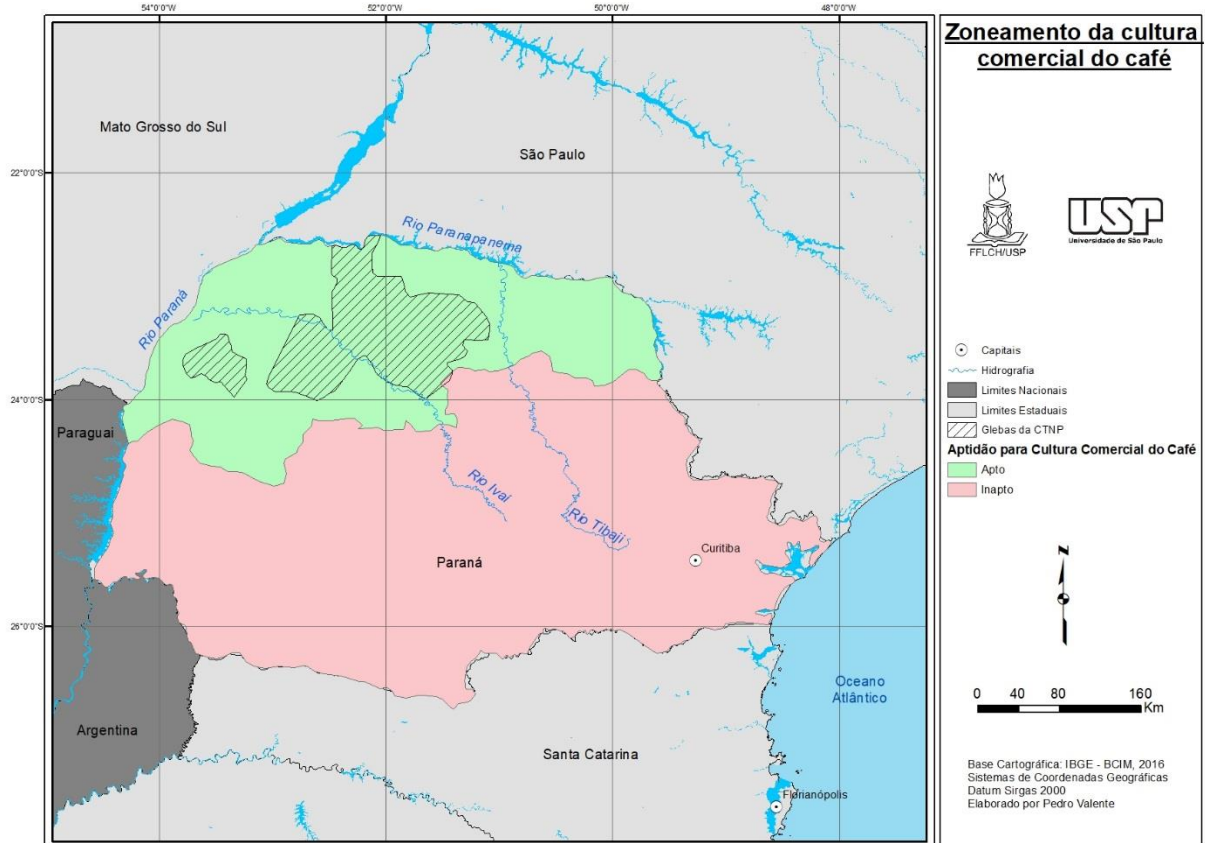 54°0'0"O
52°0'0"O
50°0'0"O
48°0'0"O
22°0'0"S
24°0'0"S
26°0'0"S
Mato Grosso do Sul
São Paulo
Rio Paranapanema
Rio Paraná
Paraguai
Rio Ivaí
Rio Tibaji
Curitiba
Paraná
Argentina
Oceano
Atlântico
Santa Catarina
Florianópolis
Zoneamento da cultura
comercial do café
FFLCH/USP
USP
Universidade de São Paulo
Capitais
Hidrografia
Limites Nacionais
Limites Estaduais
Glebas da CTNP
Aptidão para Cultura Comercial do Café
Apto
Inapto
N
0 40 80 160
Km
Base Cartográfica: IBGE - BCIM, 2016
Sistemas de Coordenadas Geográficas
Datum Sirgas 2000
Elaborado por Pedro Valente